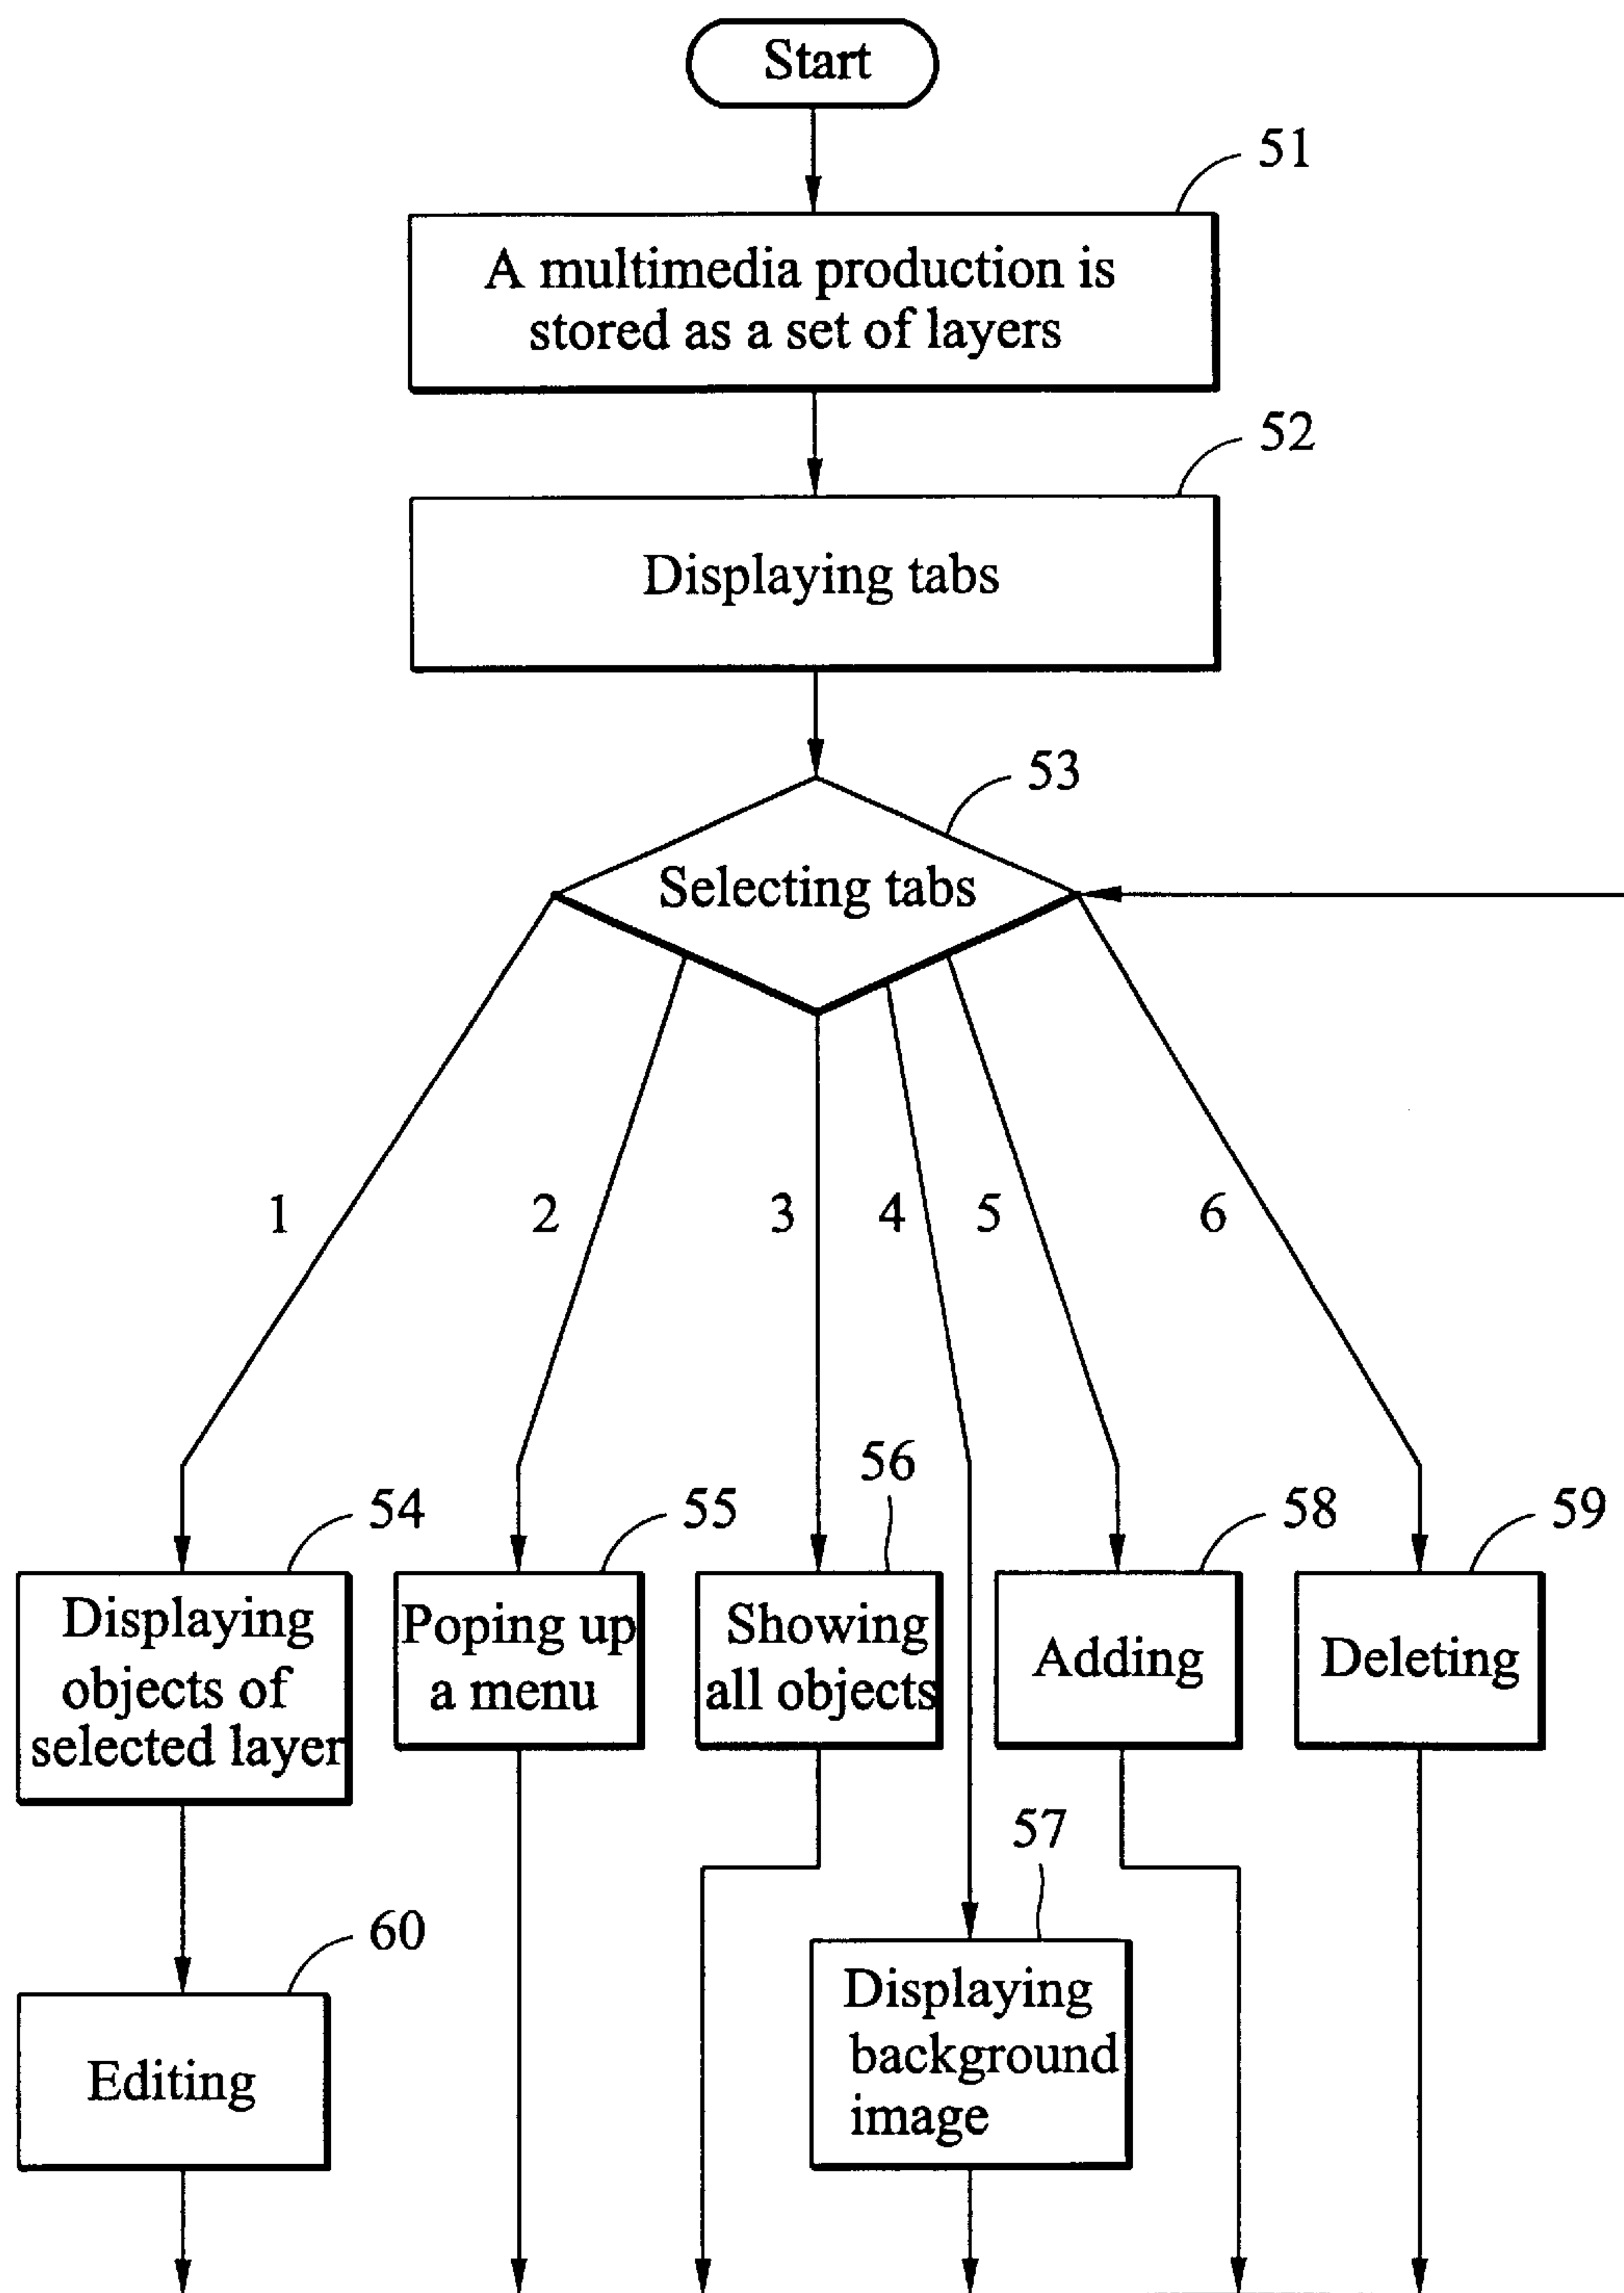 Start
51
A multimedia production is
stored as a set of layers
52
Displaying tabs
53
Selecting tabs
1
2
3
4
5
6
54
Displaying
objects of
selected layer
55
Poping up
a menu
56
Showing
all objects
58
Adding
59
Deleting
60
Editing
57
Displaying
background
image